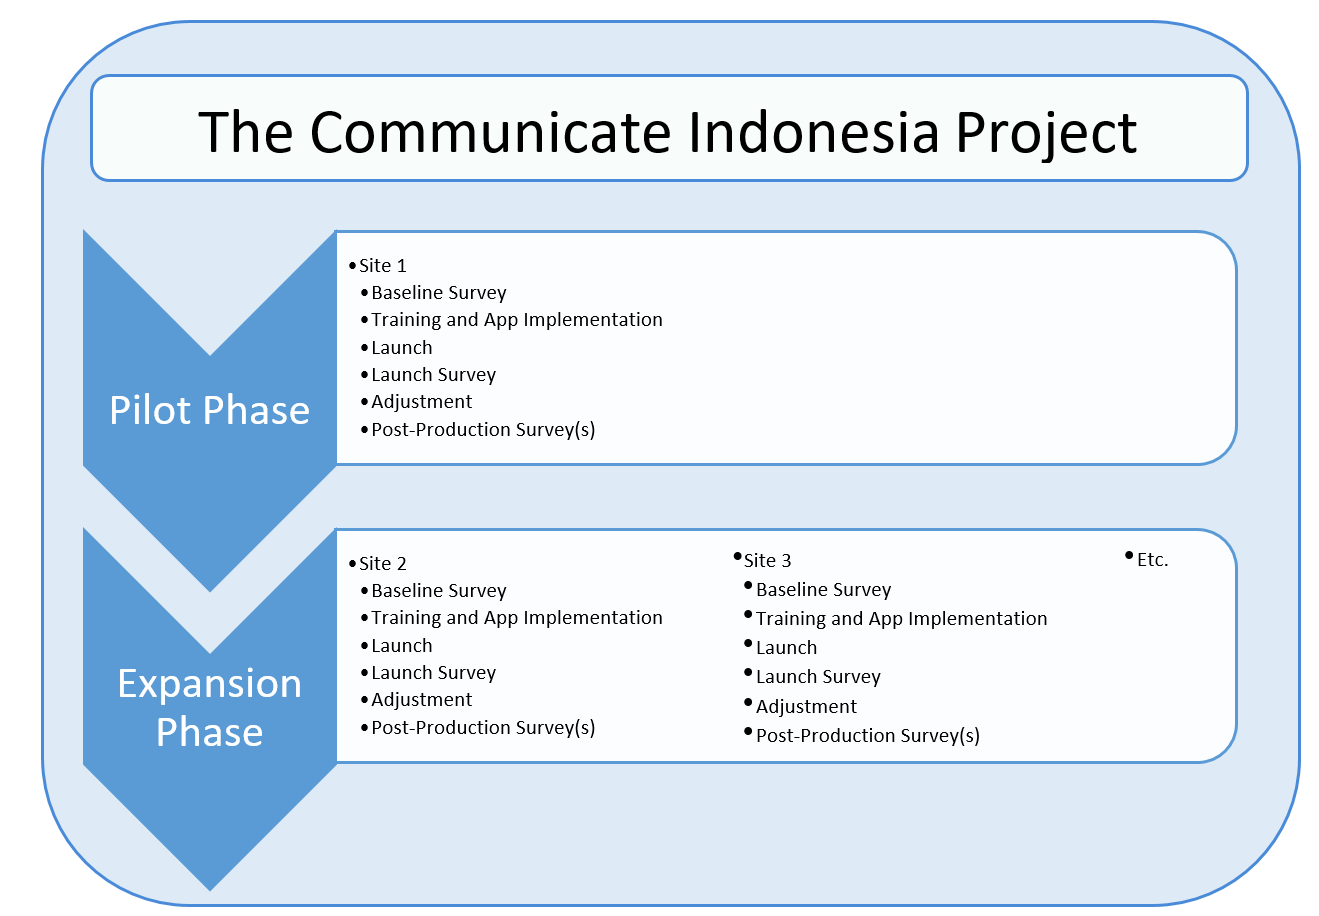 The Communicate Indonesia Project
Pilot Phase
•Site 1
•Baseline Survey
•Training and App Implementation
•Launch
•Launch Survey
•Adjustment
•Post-Production Survey(s)
Expansion
Phase
•Site 2
•Baseline Survey
•Training and App Implementation
•Launch
•Launch Survey
•Adjustment
•Post-Production Survey(s)
•Site 3
•Baseline Survey
•Training and App Implementation
•Launch
•Launch Survey
•Adjustment
•Post-Production Survey(s)
•Etc.